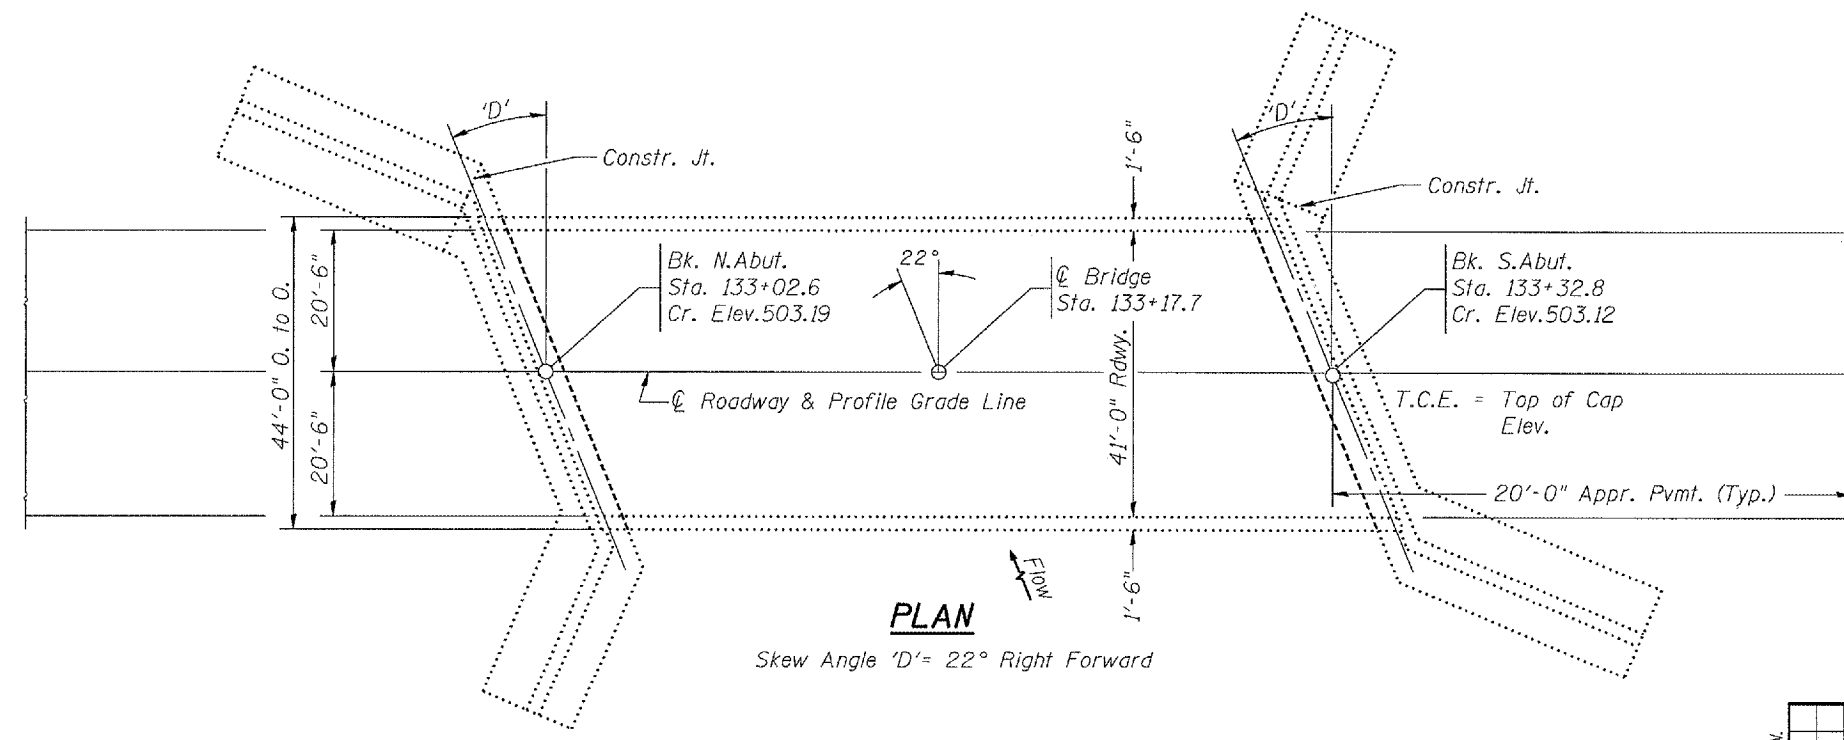 'D'
'D'
Constr. Jt.
1'-6"
Constr. Jt.
44'-0" O. to O.
20'-6"
20'-6"
Bk. N.Abut.
Sta. 133+02.6
Cr. Elev.503.19
22°
℄ Bridge
Sta. 133+17.7
Bk. S.Abut.
Sta. 133+32.8
Cr. Elev.503.12
℄ Roadway & Profile Grade Line
41'-0" Rdwy.
T.C.E. = Top of Cap
Elev.
20'-0" Appr. Pvmt. (Typ.)
Flow
1'-6"
PLAN
Skew Angle 'D'= 22° Right Forward